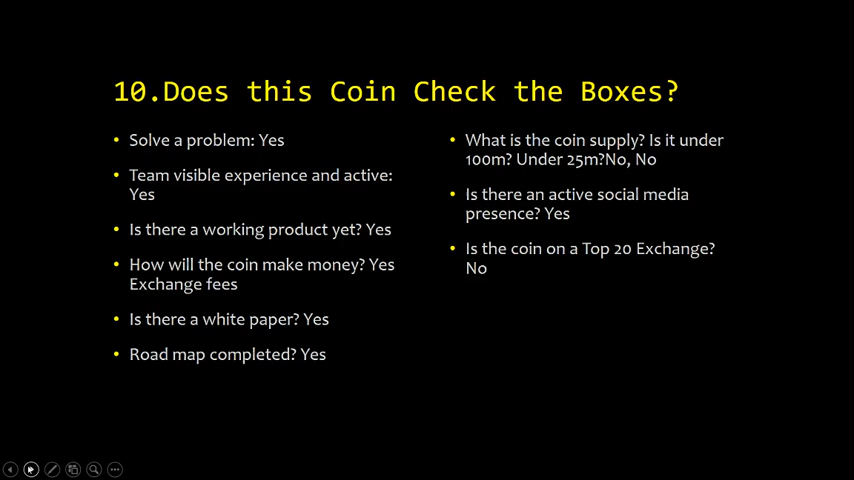 10.Does this Coin Check the Boxes?
• Solve a problem: Yes
• Team visible experience and active:
Yes
• Is there a working product yet? Yes
• How will the coin make money? Yes
Exchange fees
• Is there a white paper? Yes
• Road map completed? Yes
• What is the coin supply? Is it under
100m? Under 25m?No, No
• Is there an active social media
presence? Yes
• Is the coin on a Top 20 Exchange?
No